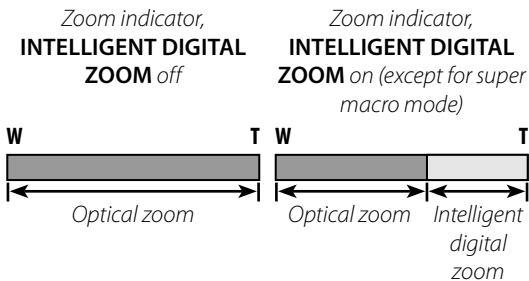 Zoom indicator,
INTELLIGENT DIGITAL
ZOOM off
W T
Optical zoom
Zoom indicator,
INTELLIGENT DIGITAL
ZOOM on (except for super
macro mode)
W T
Optical zoom
Intelligent
digital
zoom